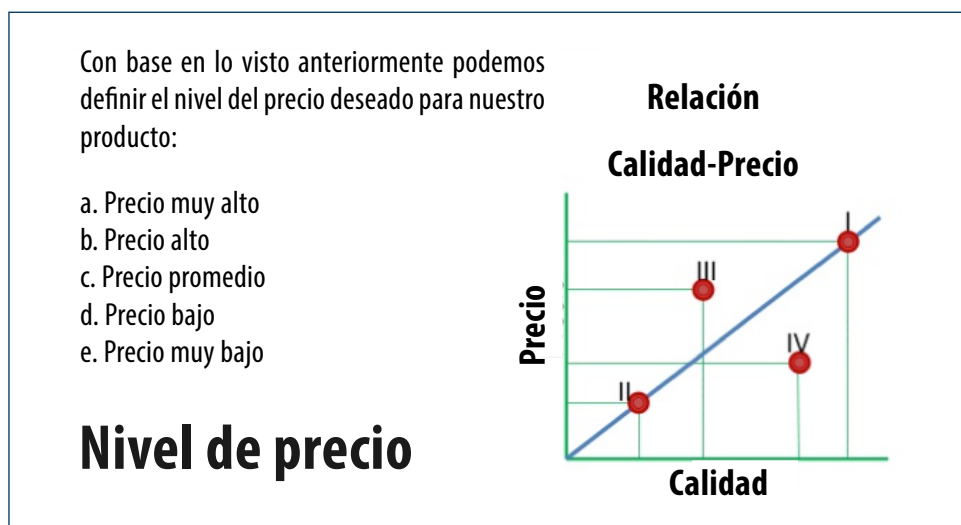 Con base en lo visto anteriormente podemos
definir el nivel del precio deseado para nuestro
producto:
a. Precio muy alto
b. Precio alto
c. Precio promedio
d. Precio bajo
e. Precio muy bajo
Nivel de precio
Relación
Calidad-Precio
I
III
IV
II
Precio
Calidad